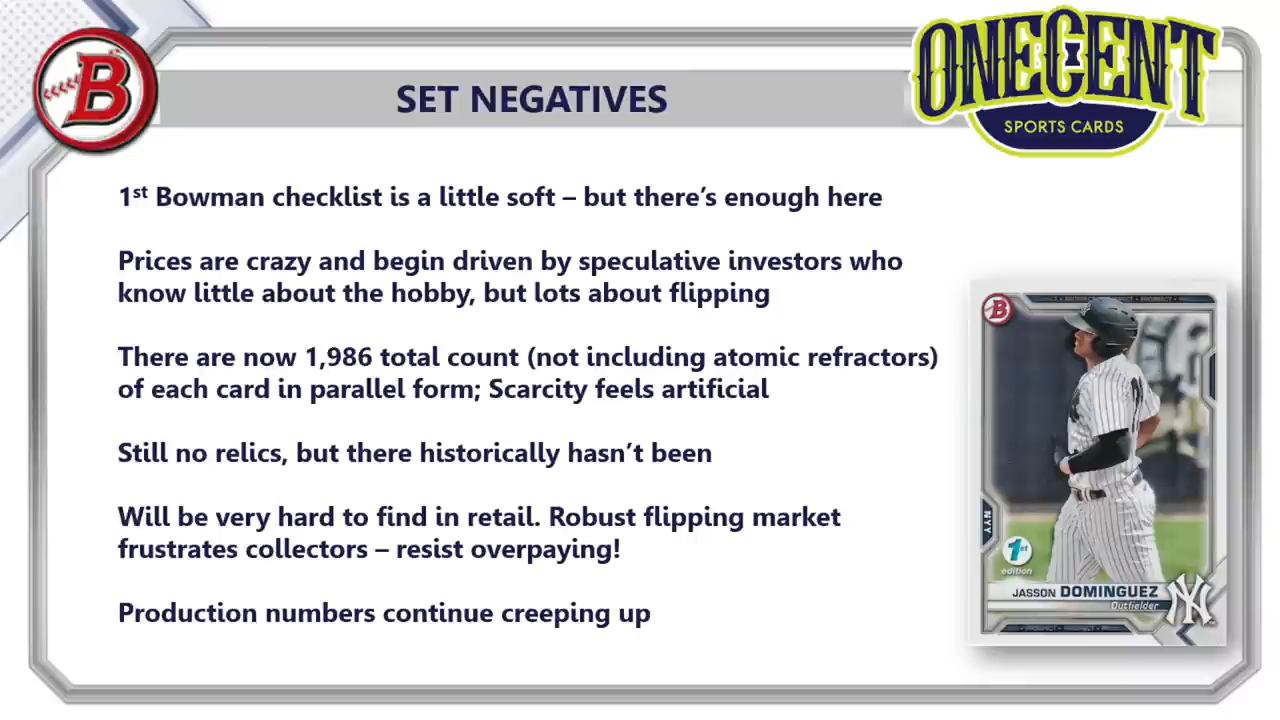 B
SET NEGATIVES
ONECENT
SPORTS CARDS
1st Bowman checklist is a little soft – but there's enough here
Prices are crazy and begin driven by speculative investors who
know little about the hobby, but lots about flipping
There are now 1,986 total count (not including atomic refractors)
of each card in parallel form; Scarcity feels artificial
Still no relics, but there historically hasn't been
Will be very hard to find in retail. Robust flipping market
frustrates collectors – resist overpaying!
Production numbers continue creeping up
B
NYY
1st
edition
JASSON DOMINGUEZ
Outfielder
NY